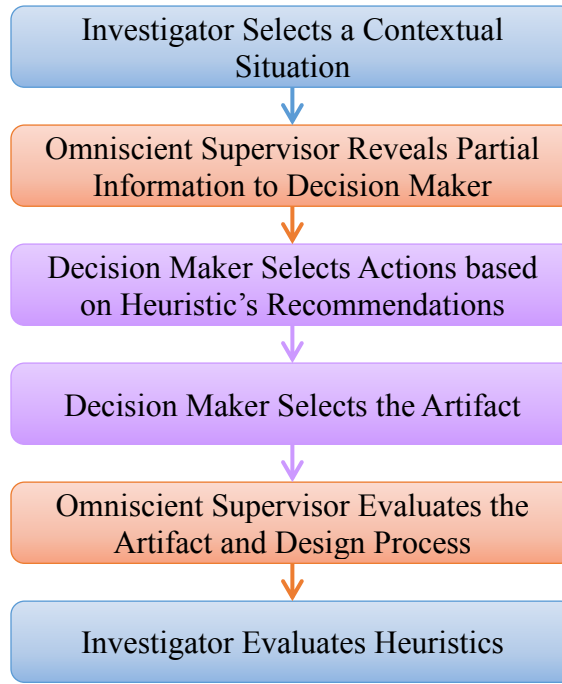 Investigator Selects a Contextual
Situation
Omniscient Supervisor Reveals Partial
Information to Decision Maker
Decision Maker Selects Actions based
on Heuristic’s Recommendations
Decision Maker Selects the Artifact
Omniscient Supervisor Evaluates the
Artifact and Design Process
Investigator Evaluates Heuristics